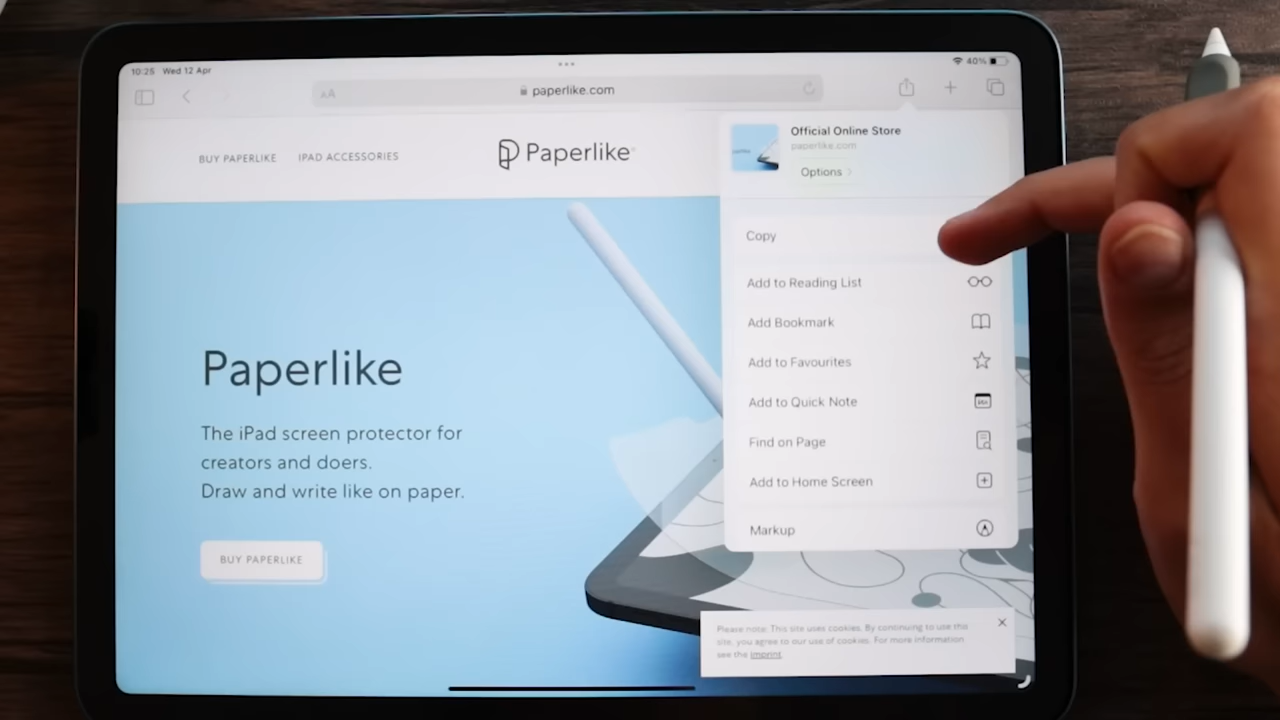 10:25 Wed 12 Apr
40%
AA
paperlike.com
BUY PAPERLIKE
IPAD ACCESSORIES
Paperlike
Official Online Store
paperlike.com
Options
Copy
Add to Reading List
Add Bookmark
Add to Favourites
Add to Quick Note
Find on Page
Add to Home Screen
Markup
Paperlike
The iPad screen protector for
creators and doers.
Draw and write like on paper.
BUY PAPERLIKE
Please note: This site uses cookies. By continuing to use this
site, you agree to our use of cookies. For more information
see the imprint